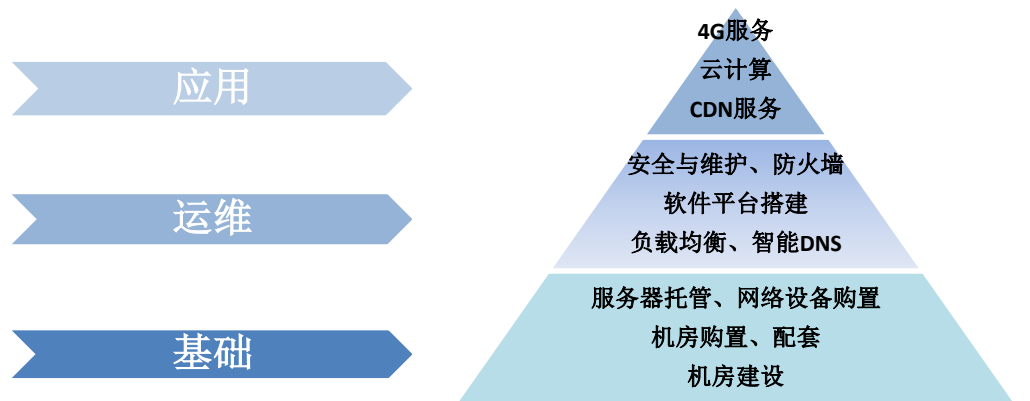 应用
4G服务
云计算
CDN服务
运维
安全与维护、防火墙
软件平台搭建
负载均衡、智能DNS
基础
服务器托管、网络设备购置
机房购置、配套
机房建设